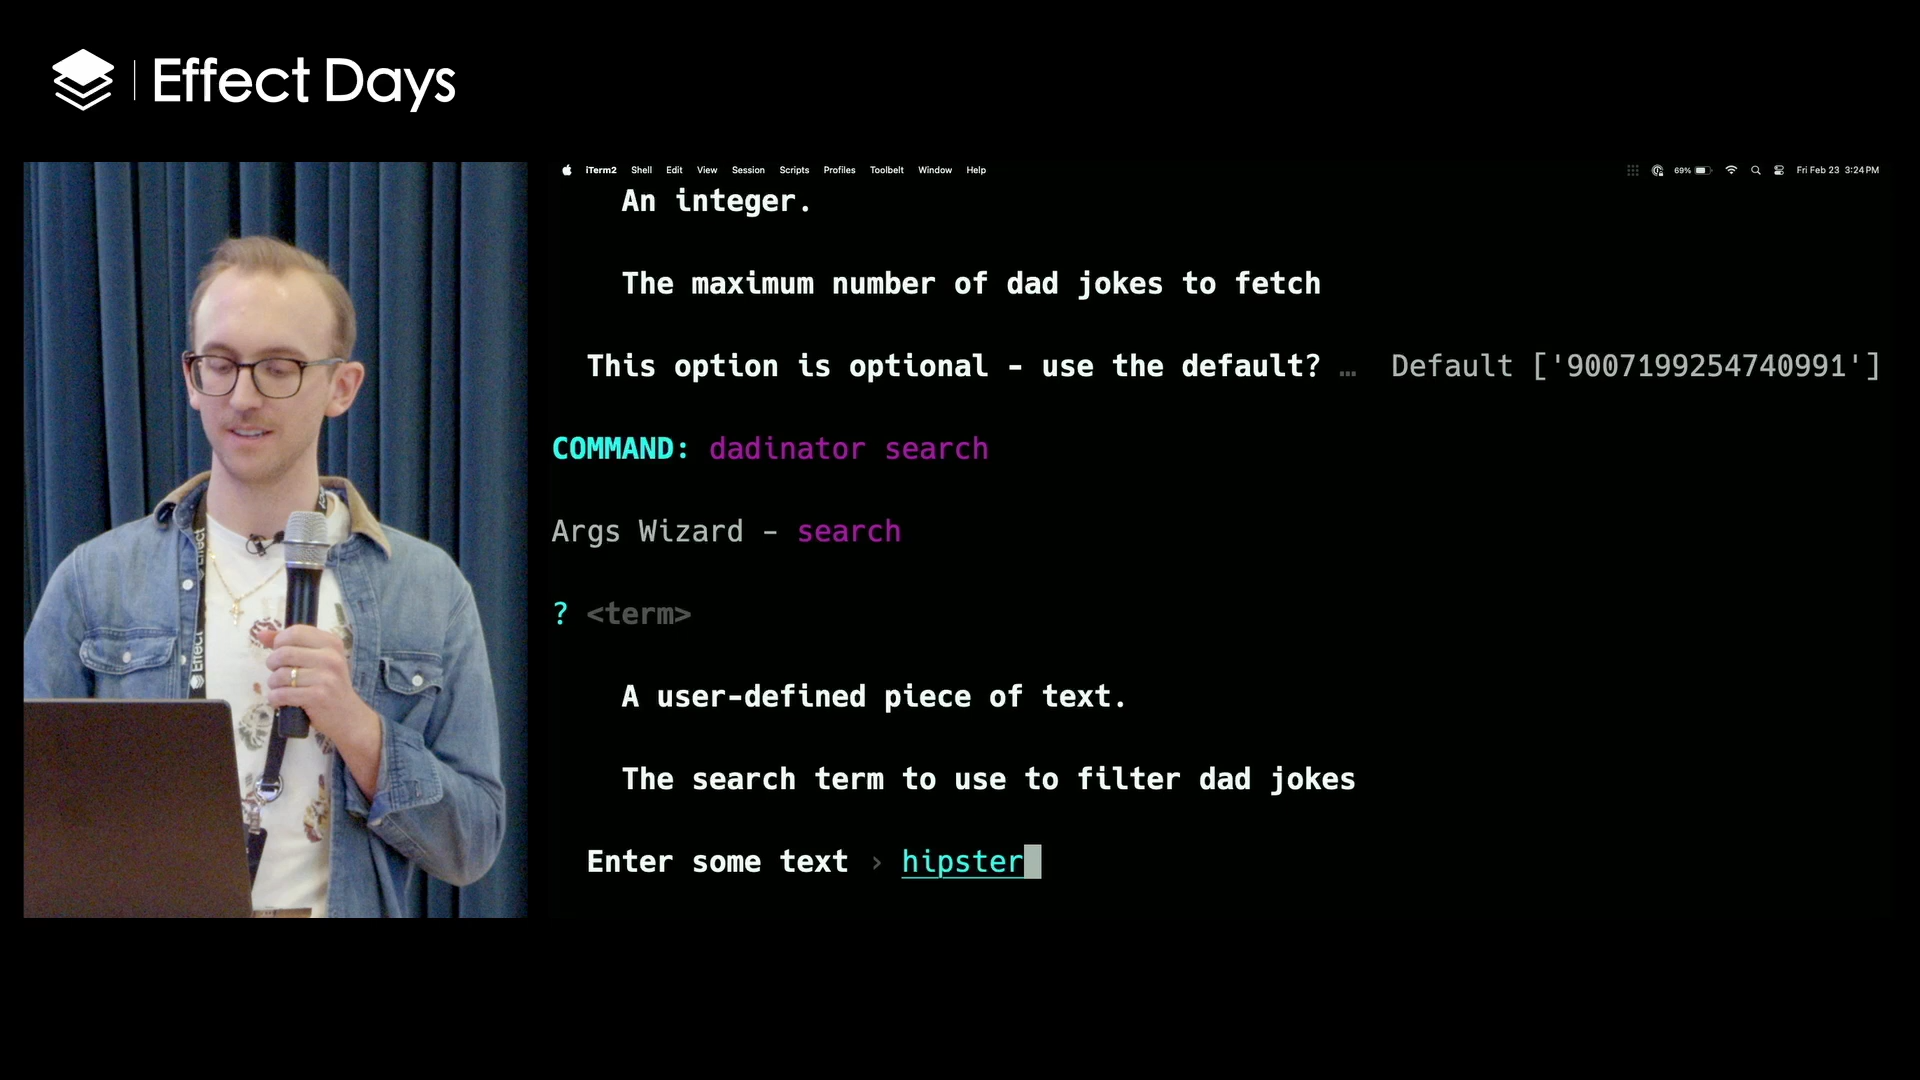 Effect Days
iTerm2 Shell Edit View Session Scripts Profiles Toolbelt Window Help 69% Fri Feb 23 3:24 PM
An integer.
The maximum number of dad jokes to fetch
This option is optional - use the default? … Default ['9007199254740991']
COMMAND: dadinator search
Args Wizard - search
? <term>
A user-defined piece of text.
The search term to use to filter dad jokes
Enter some text › hipster
Effect
Effect